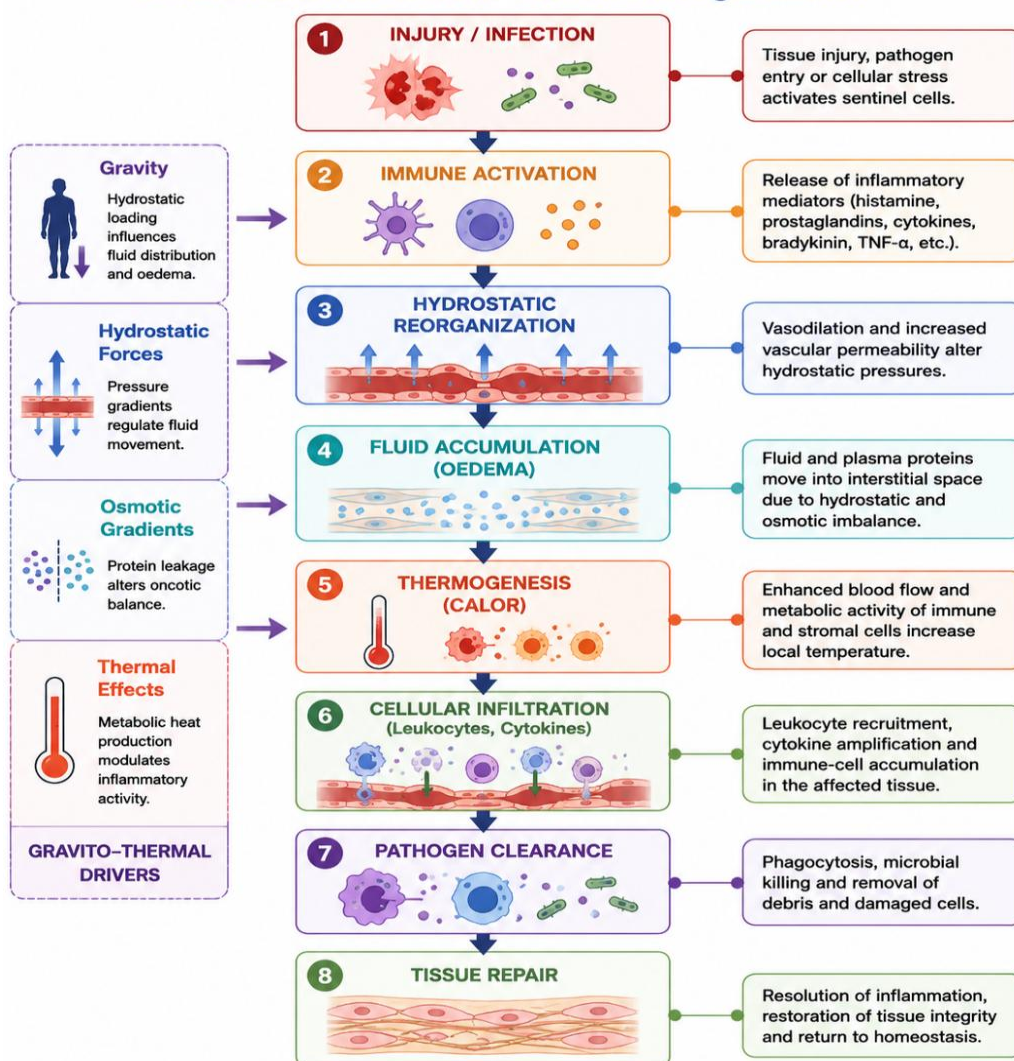 1
INJURY / INFECTION
Tissue injury, pathogen
entry or cellular stress
activates sentinel cells.
Gravity
Hydrostatic
loading
influences
fluid distribution
and oedema.
2
IMMUNE ACTIVATION
Release of inflammatory
mediators (histamine,
prostaglandins, cytokines,
bradykinin, TNF-α, etc.).
Hydrostatic
Forces
Pressure
gradients
regulate fluid
movement.
3
HYDROSTATIC
REORGANIZATION
Vasodilation and increased
vascular permeability alter
hydrostatic pressures.
4
FLUID ACCUMULATION
(OEDEMA)
Fluid and plasma proteins
move into interstitial space
due to hydrostatic and
osmotic imbalance.
Osmotic
Gradients
Protein leakage
alters oncotic
balance.
5
THERMOGENESIS
(CALOR)
Enhanced blood flow and
metabolic activity of immune
and stromal cells increase
local temperature.
Thermal
Effects
Metabolic heat
production
modulates
inflammatory
activity.
GRAVITO–THERMAL
DRIVERS
6
CELLULAR INFILTRATION
(Leukocytes, Cytokines)
Leukocyte recruitment,
cytokine amplification and
immune-cell accumulation
in the affected tissue.
7
PATHOGEN CLEARANCE
Phagocytosis, microbial
killing and removal of
debris and damaged cells.
8
TISSUE REPAIR
Resolution of inflammation,
restoration of tissue integrity
and return to homeostasis.